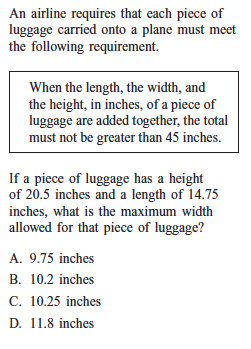 An airline requires that each piece of
luggage carried onto a plane must meet
the following requirement.
When the length, the width, and
the height, in inches, of a piece of
luggage are added together, the total
must not be greater than 45 inches.
If a piece of luggage has a height
of 20.5 inches and a length of 14.75
inches, what is the maximum width
allowed for that piece of luggage?
A. 9.75 inches
B. 10.2 inches
C. 10.25 inches
D. 11.8 inches